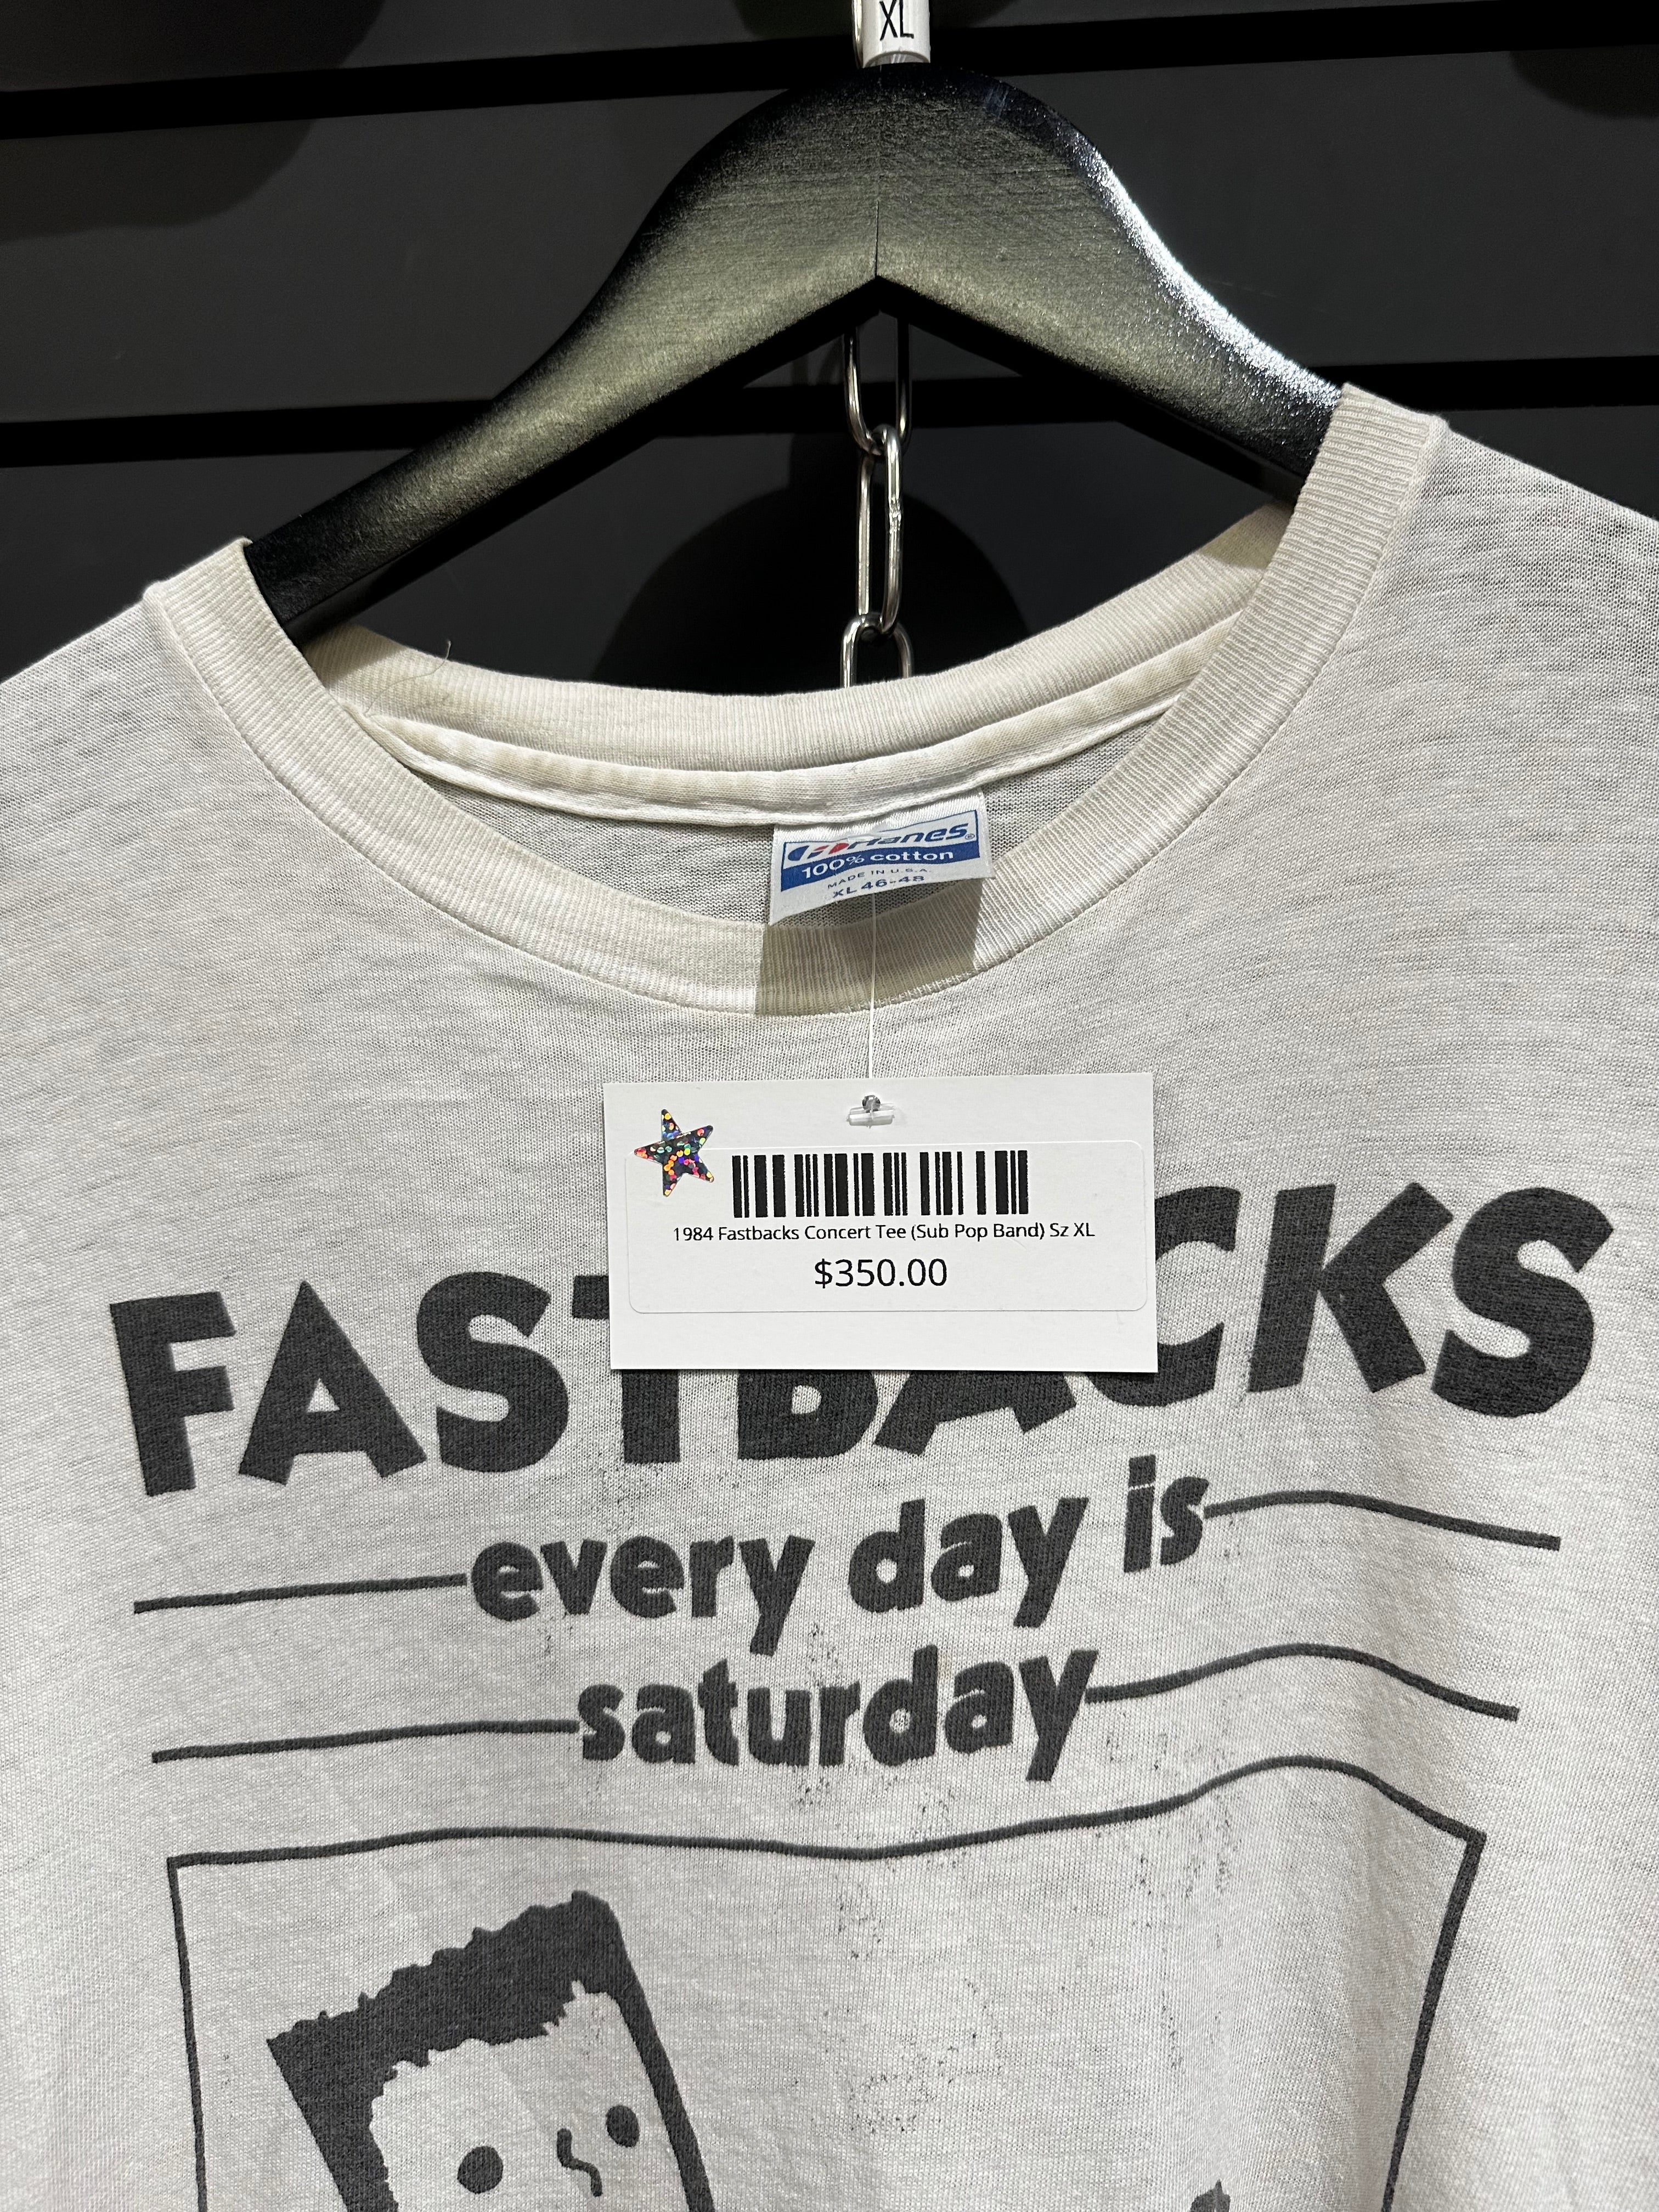 XL
Hanes®
100% cotton
MADE IN U.S.A.
XL 46-48
1984 Fastbacks Concert Tee (Sub Pop Band) Sz XL
$350.00
FASTBACKS
every day is
saturday